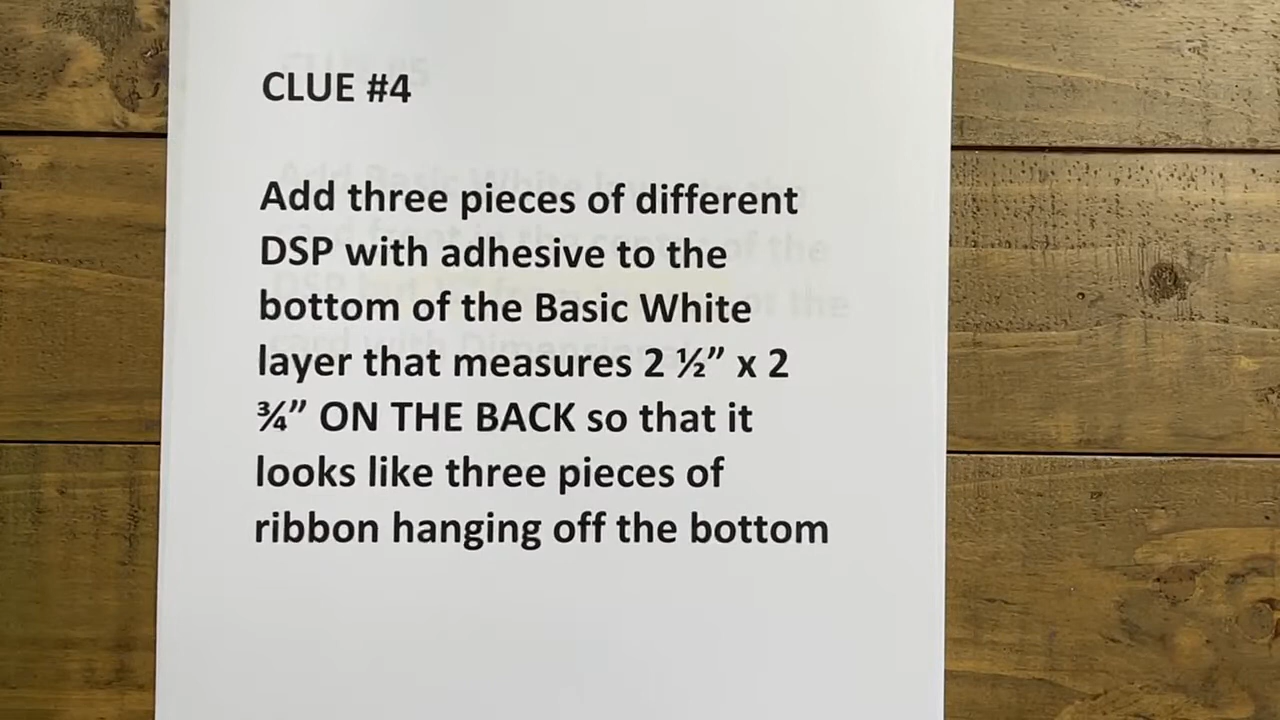 CLUE #4
Add three pieces of different
DSP with adhesive to the
bottom of the Basic White
layer that measures 2 ½” x 2
¾” ON THE BACK so that it
looks like three pieces of
ribbon hanging off the bottom